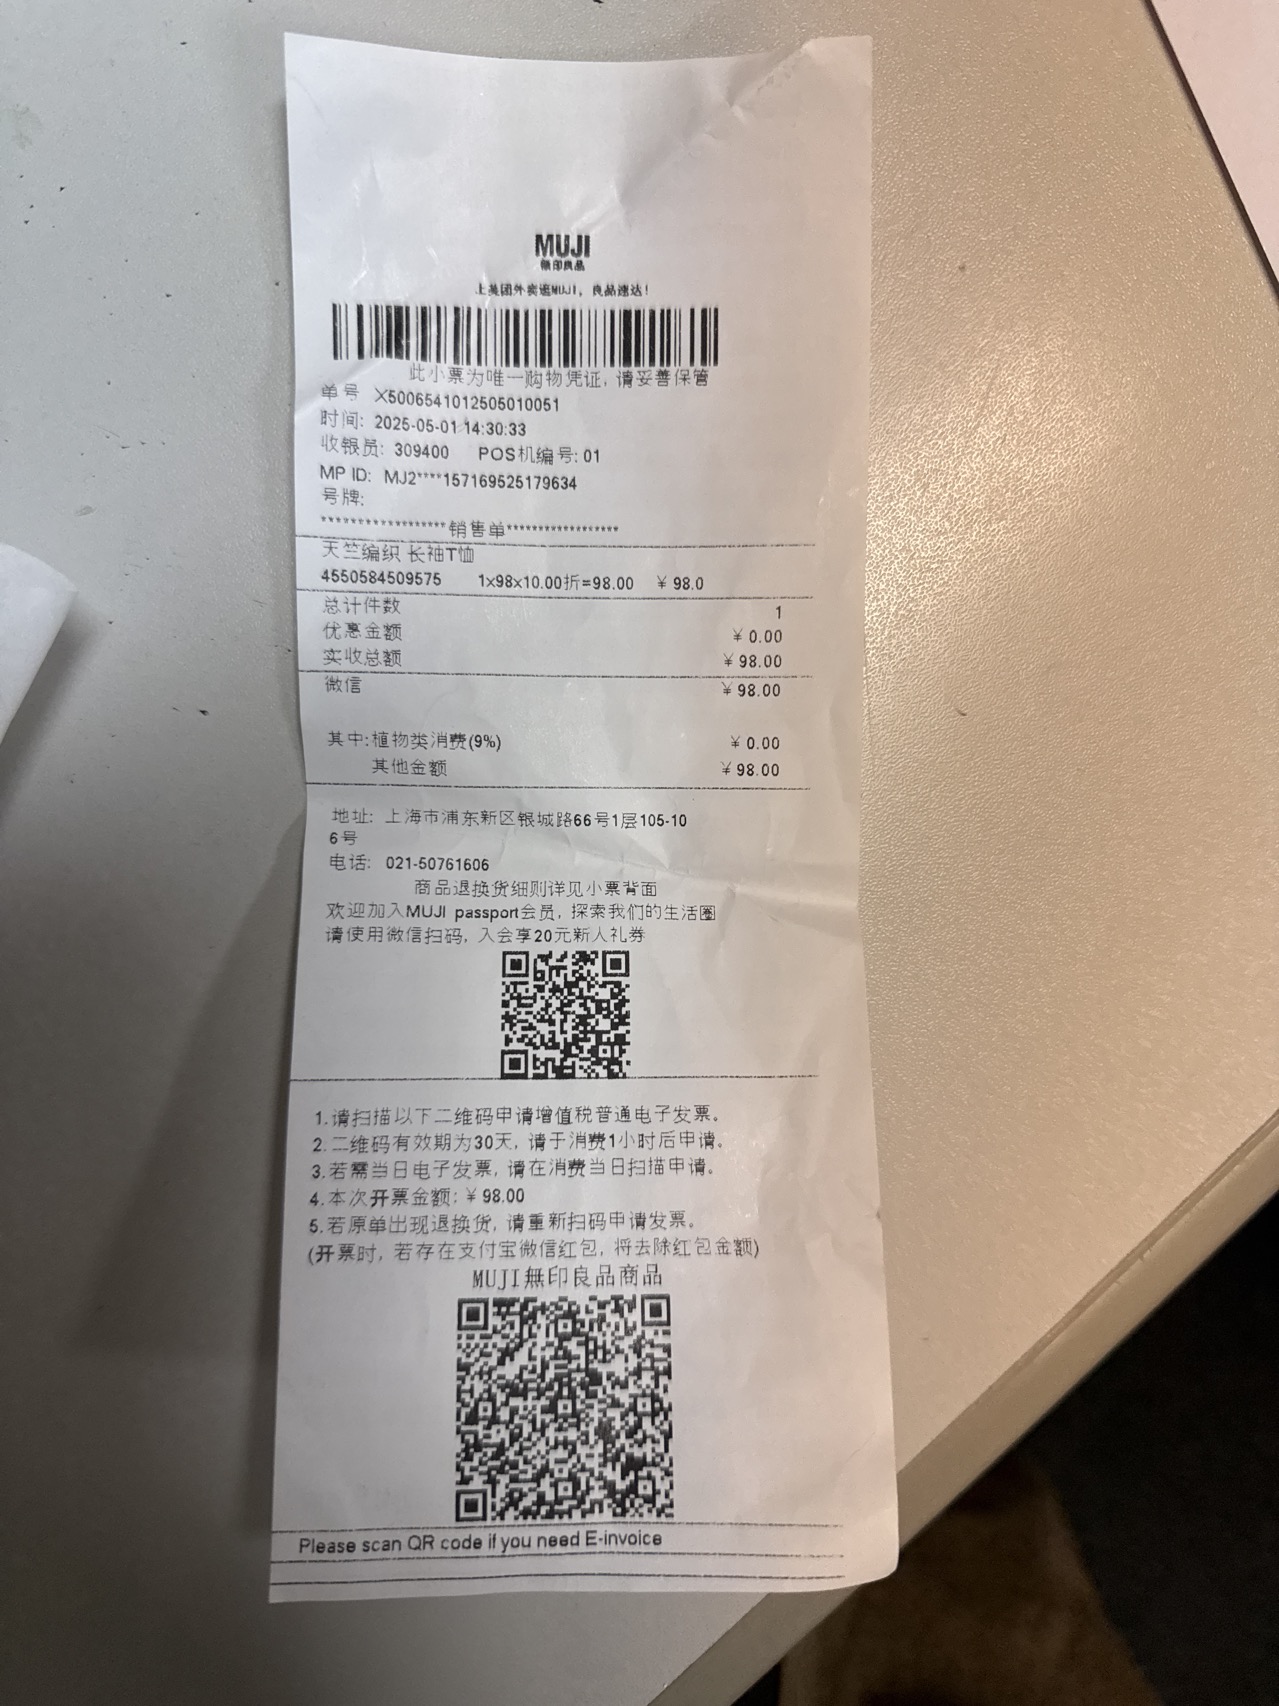 MUJI
無印良品
上美团外卖逛MUJI，良品速达！
此小票为唯一购物凭证，请妥善保管
单号 X5006541012505010051
时间: 2025-05-01 14:30:33
收银员: 309400 POS机编号: 01
MP ID: MJ2****157169525179634
号牌:
******************销售单******************
天竺编织 长袖T恤
4550584509575 1x98x10.00折=98.00 ¥ 98.0
总计件数 1
优惠金额 ¥ 0.00
实收总额 ¥ 98.00
微信 ¥ 98.00
其中:植物类消费(9%) ¥ 0.00
其他金额 ¥ 98.00
地址: 上海市浦东新区银城路66号1层105-10
6号
电话: 021-50761606
商品退换货细则详见小票背面
欢迎加入MUJI passport会员，探索我们的生活圈
请使用微信扫码，入会享20元新人礼券
1.请扫描以下二维码申请增值税普通电子发票。
2.二维码有效期为30天，请于消费1小时后申请。
3.若需当日电子发票，请在消费当日扫描申请。
4.本次开票金额: ¥ 98.00
5.若原单出现退换货，请重新扫码申请发票。
(开票时，若存在支付宝微信红包，将去除红包金额)
MUJI無印良品商品
Please scan QR code if you need E-invoice